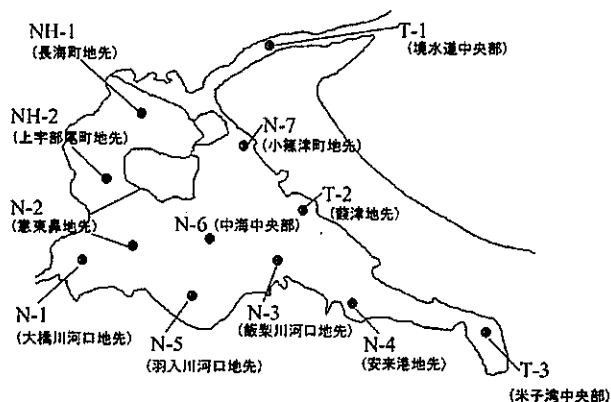 NH-1
(長海町地先)
T-1
(境水道中央部)
NH-2
(上宇部尾町地先)
N-7
(小篠津町地先)
T-2
(葭津地先)
N-2
(意東鼻地先)
N-6 (中海中央部)
N-1
(大橋川河口地先)
N-5
(羽入川河口地先)
N-3
(飯梨川河口地先)
N-4
(安来港地先)
T-3
(米子湾中央部)